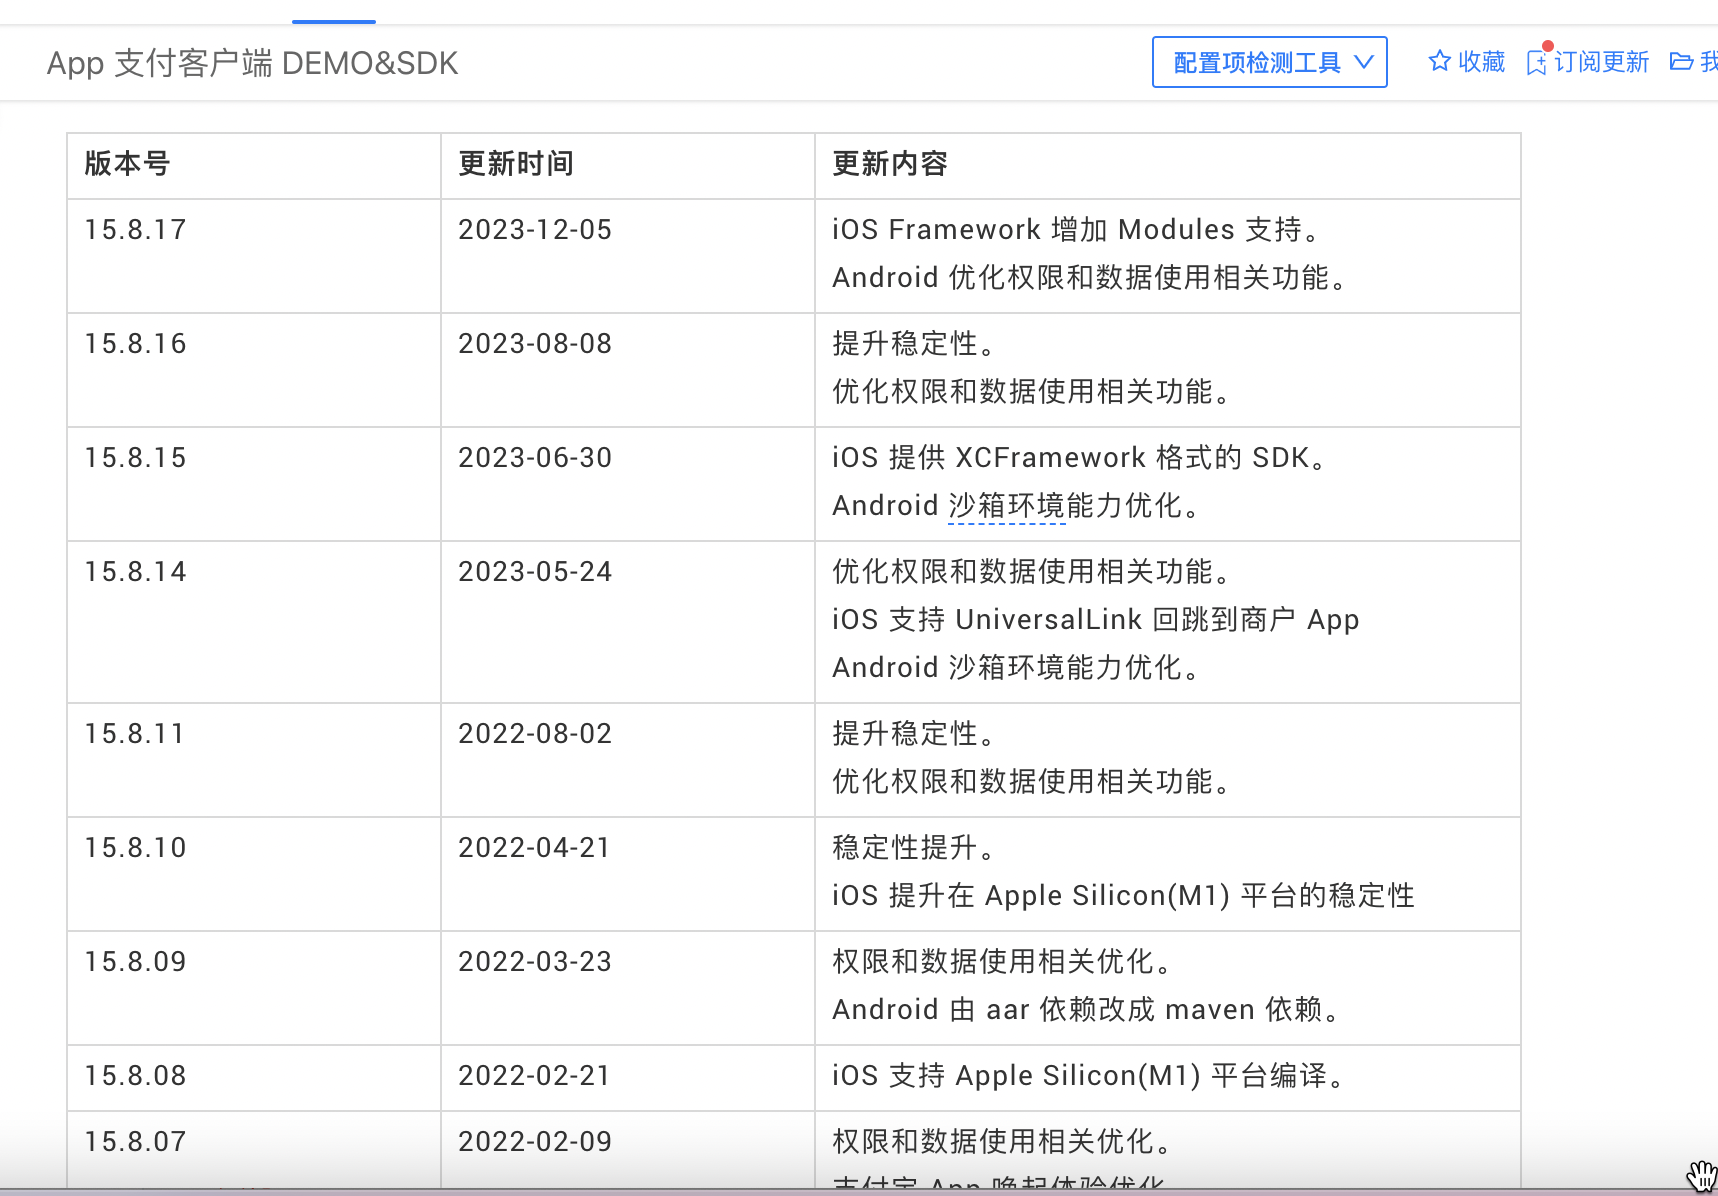 App 支付客户端 DEMO&SDK
配置项检测工具
收藏
订阅更新
版本号 更新时间 更新内容
15.8.17 2023-12-05 iOS Framework 增加 Modules 支持。
Android 优化权限和数据使用相关功能。
15.8.16 2023-08-08 提升稳定性。
优化权限和数据使用相关功能。
15.8.15 2023-06-30 iOS 提供 XCFramework 格式的 SDK。
Android 沙箱环境能力优化。
15.8.14 2023-05-24 优化权限和数据使用相关功能。
iOS 支持 UniversalLink 回跳到商户 App
Android 沙箱环境能力优化。
15.8.11 2022-08-02 提升稳定性。
优化权限和数据使用相关功能。
15.8.10 2022-04-21 稳定性提升。
iOS 提升在 Apple Silicon(M1) 平台的稳定性
15.8.09 2022-03-23 权限和数据使用相关优化。
Android 由 aar 依赖改成 maven 依赖。
15.8.08 2022-02-21 iOS 支持 Apple Silicon(M1) 平台编译。
15.8.07 2022-02-09 权限和数据使用相关优化。
支付宝 App 唤起体验优化